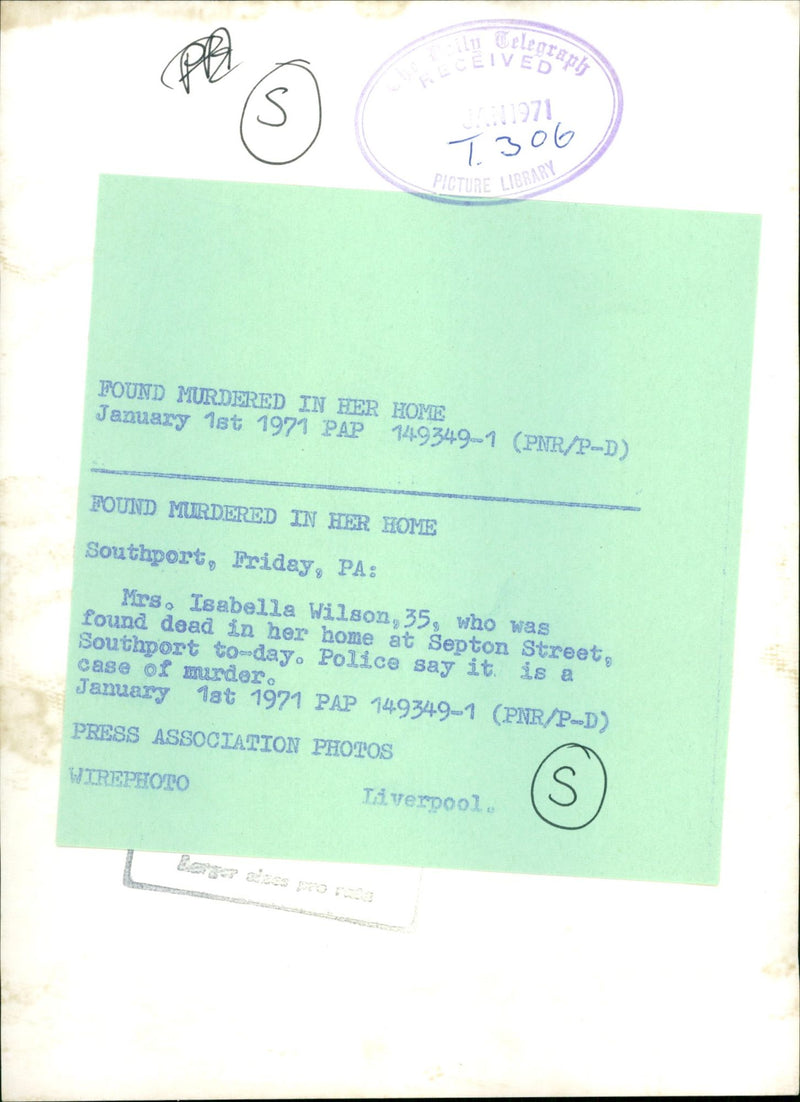 S
The Daily Telegraph
RECEIVED
JAN 1971
T. 306
PICTURE LIBRARY
FOUND MURDERED IN HER HOME
January 1st 1971 PAP 149349-1 (PNR/P-D)
FOUND MURDERED IN HER HOME
Southport, Friday, PA:
Mrs. Isabella Wilson,35, who was
found dead in her home at Septon Street,
Southport to-day. Police say it is a
case of murder.
January 1st 1971 PAP 149349-1 (PNR/P-D)
PRESS ASSOCIATION PHOTOS
WIREPHOTO
Liverpool.
S
Larger sizes pro rata